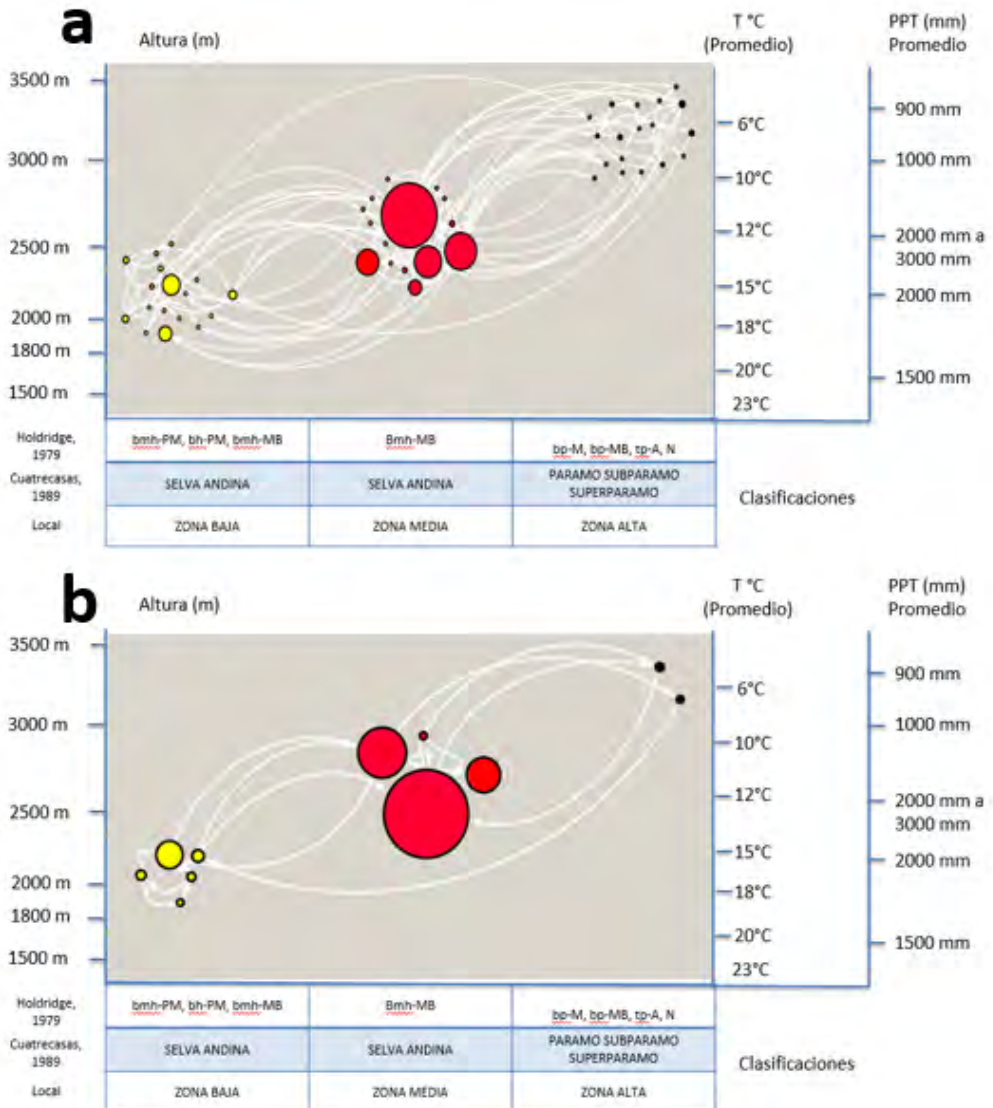 a
Altura (m)
T °C
(Promedio)
PPT (mm)
Promedio
3500 m
3000 m
2500 m
2000 m
1800 m
1500 m
6°C
10°C
12°C
15°C
18°C
20°C
23°C
900 mm
1000 mm
2000 mm a
3000 mm
2000 mm
1500 mm
Holdridge,
1979
bmh-PM, bh-PM, bmh-MB
Bmh-MB
bp-M, bp-MB, tp-A, N
Cuatrecasas,
1989
SELVA ANDINA
SELVA ANDINA
PARAMO SUBPARAMO
SUPERPARAMO
Local
ZONA BAJA
ZONA MEDIA
ZONA ALTA
Clasificaciones
b
Altura (m)
T °C
(Promedio)
PPT (mm)
Promedio
3500 m
3000 m
2500 m
2000 m
1800 m
1500 m
6°C
10°C
12°C
15°C
18°C
20°C
23°C
900 mm
1000 mm
2000 mm a
3000 mm
2000 mm
1500 mm
Holdridge,
1979
bmh-PM, bh-PM, bmh-MB
Bmh-MB
bp-M, bp-MB, tp-A, N
Cuatrecasas,
1989
SELVA ANDINA
SELVA ANDINA
PARAMO SUBPARAMO
SUPERPARAMO
Local
ZONA BAJA
ZONA MEDIA
ZONA ALTA
Clasificaciones